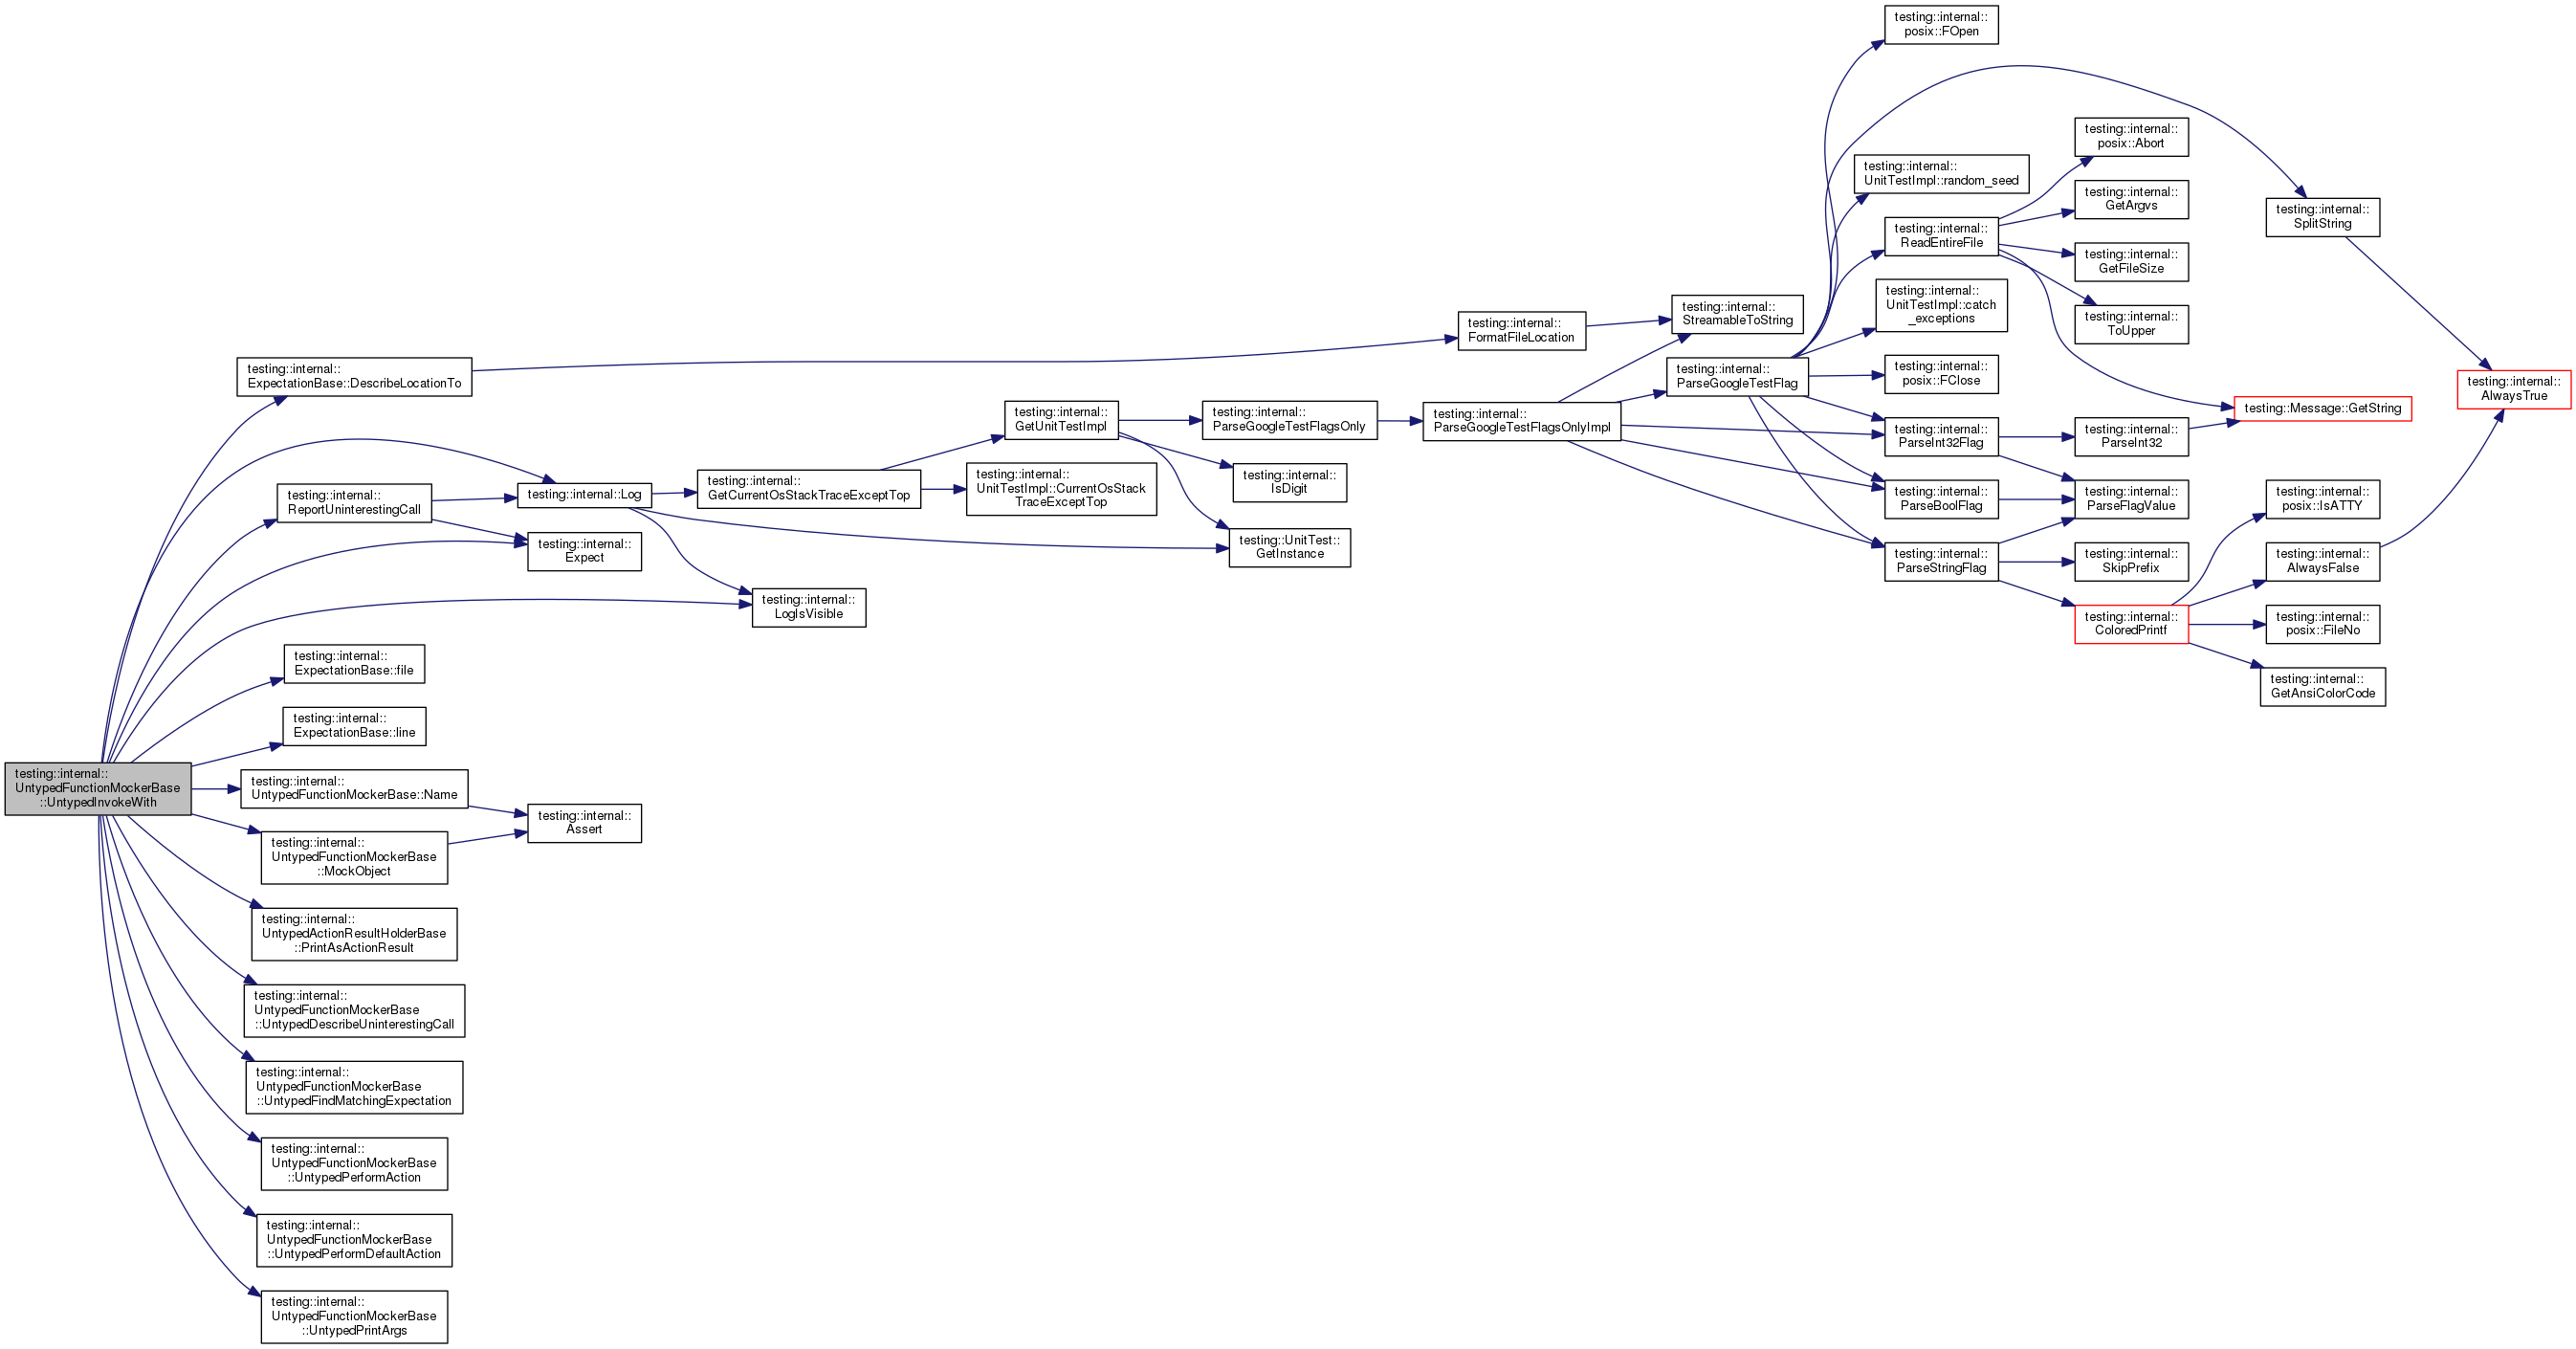 testing::internal::
UntypedFunctionMockerBase
::UntypedInvokeWith
testing::internal::
ExpectationBase::DescribeLocationTo
testing::internal::
ReportUninterestingCall
testing::internal::Log
testing::internal::
Expect
testing::internal::
LogIsVisible
testing::internal::
ExpectationBase::file
testing::internal::
ExpectationBase::line
testing::internal::
UntypedFunctionMockerBase::Name
testing::internal::
UntypedFunctionMockerBase
::MockObject
testing::internal::
Assert
testing::internal::
UntypedActionResultHolderBase
::PrintAsActionResult
testing::internal::
UntypedFunctionMockerBase
::UntypedDescribeUninterestingCall
testing::internal::
UntypedFunctionMockerBase
::UntypedFindMatchingExpectation
testing::internal::
UntypedFunctionMockerBase
::UntypedPerformAction
testing::internal::
UntypedFunctionMockerBase
::UntypedPerformDefaultAction
testing::internal::
UntypedFunctionMockerBase
::UntypedPrintArgs
testing::internal::
GetCurrentOsStackTraceExceptTop
testing::internal::
GetUnitTestImpl
testing::internal::
UnitTestImpl::CurrentOsStack
TraceExceptTop
testing::internal::
ParseGoogleTestFlagsOnly
testing::internal::
IsDigit
testing::UnitTest::
GetInstance
testing::internal::
FormatFileLocation
testing::internal::
ParseGoogleTestFlagsOnlyImpl
testing::internal::
StreamableToString
testing::internal::
ParseGoogleTestFlag
testing::internal::
posix::FOpen
testing::internal::
UnitTestImpl::random_seed
testing::internal::
ReadEntireFile
testing::internal::
UnitTestImpl::catch
_exceptions
testing::internal::
posix::FClose
testing::internal::
ParseInt32Flag
testing::internal::
ParseBoolFlag
testing::internal::
ParseStringFlag
testing::internal::
posix::Abort
testing::internal::
GetArgvs
testing::internal::
GetFileSize
testing::internal::
ToUpper
testing::internal::
ParseInt32
testing::internal::
ParseFlagValue
testing::internal::
SkipPrefix
testing::internal::
ColoredPrintf
testing::internal::
SplitString
testing::Message::GetString
testing::internal::
posix::IsATTY
testing::internal::
AlwaysFalse
testing::internal::
posix::FileNo
testing::internal::
GetAnsiColorCode
testing::internal::
AlwaysTrue